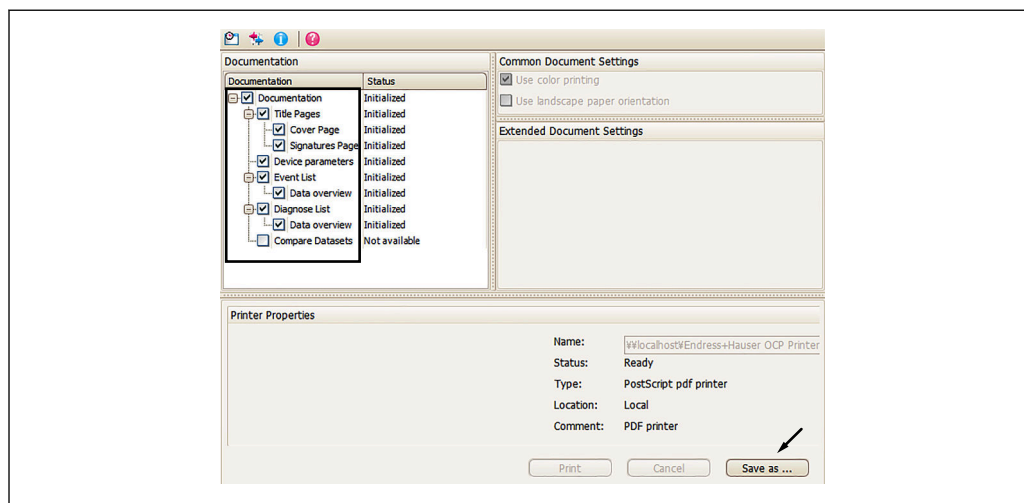 Documentation
Documentation Status
Documentation Initialized
Title Pages Initialized
Cover Page Initialized
Signatures Page Initialized
Device parameters Initialized
Event List Initialized
Data overview Initialized
Diagnose List Initialized
Data overview Initialized
Compare Datasets Not available
Common Document Settings
Use color printing
Use landscape paper orientation
Extended Document Settings
Printer Properties
Name: ¥¥localhost¥Endress+Hauser OCP Printer
Status: Ready
Type: PostScript pdf printer
Location: Local
Comment: PDF printer
Print Cancel Save as ...